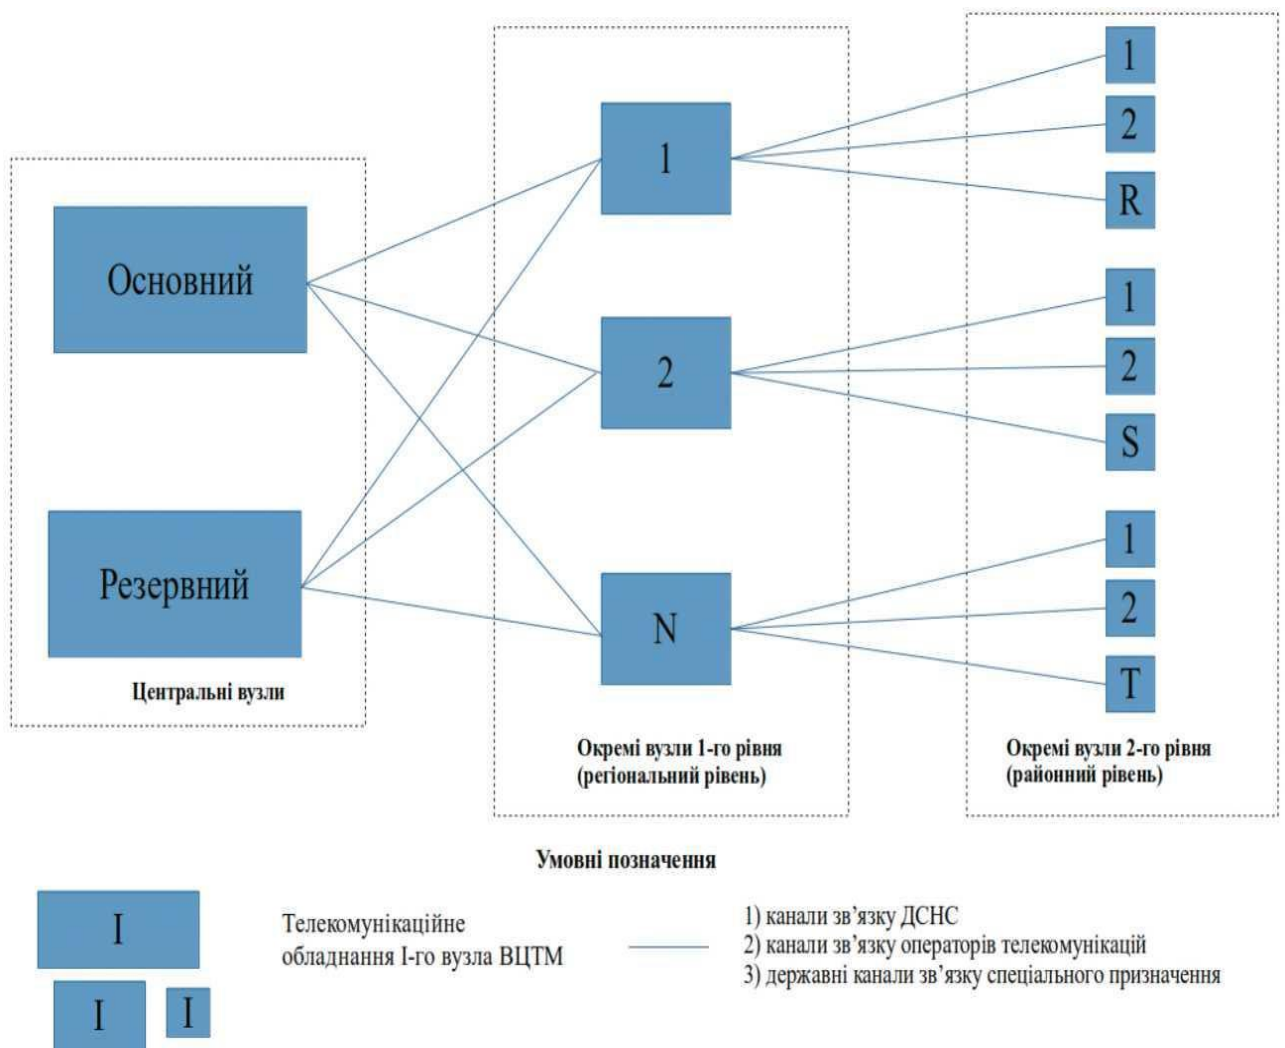 Основний
Резервний
Центральні вузли
1
2
N
Окремі вузли 1-го рівня
(регіональний рівень)
1
2
R
1
2
S
1
2
T
Окремі вузли 2-го рівня
(районний рівень)
Умовні позначення
I
I
I
Телекомунікаційне
обладнання I-го вузла ВЦТМ
1) канали зв’язку ДСНС
2) канали зв’язку операторів телекомунікацій
3) державні канали зв’язку спеціального призначення